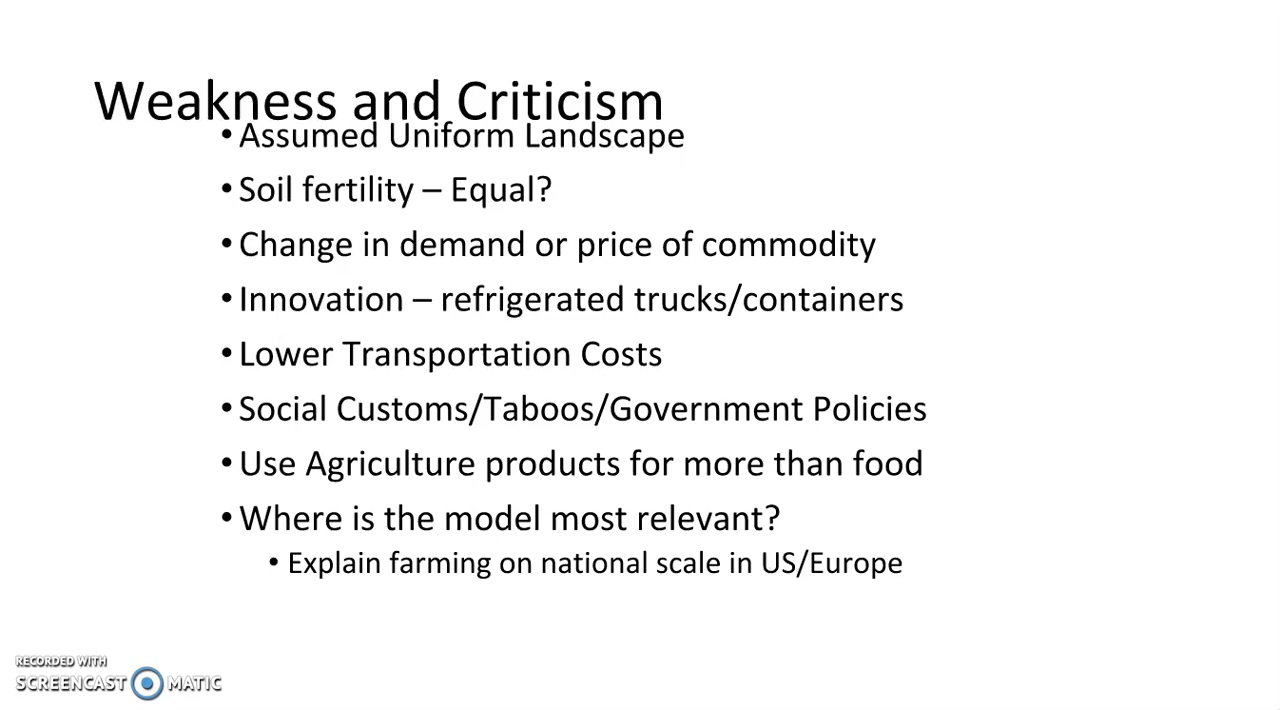 Weakness and Criticism
• Assumed Uniform Landscape
• Soil fertility – Equal?
• Change in demand or price of commodity
• Innovation – refrigerated trucks/containers
• Lower Transportation Costs
• Social Customs/Taboos/Government Policies
• Use Agriculture products for more than food
• Where is the model most relevant?
• Explain farming on national scale in US/Europe
RECORDED WITH
SCREENCAST MATIC